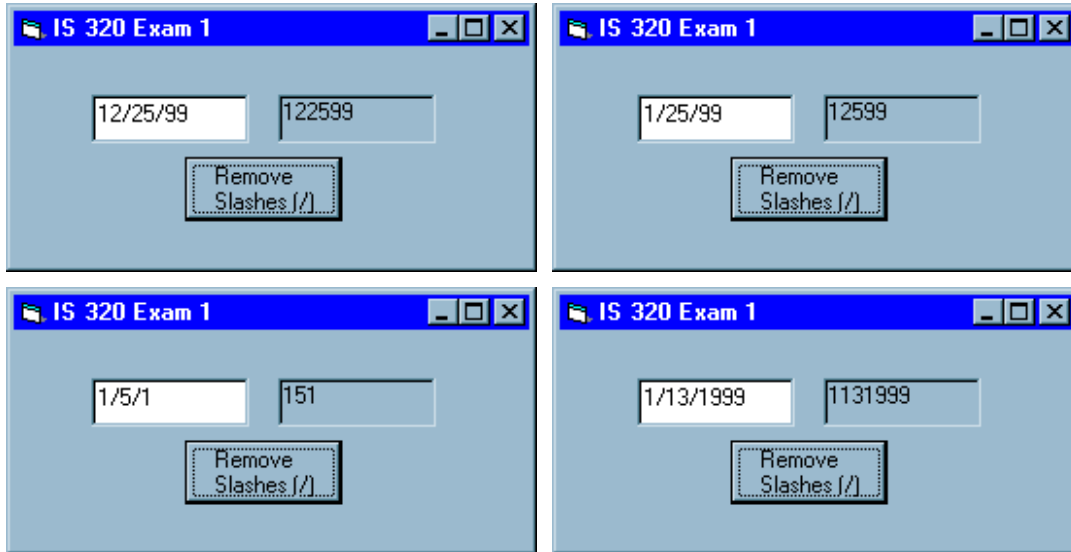 IS 320 Exam 1
12/25/99 122599
Remove
Slashes (/)
IS 320 Exam 1
1/25/99 12599
Remove
Slashes (/)
IS 320 Exam 1
1/5/1 151
Remove
Slashes (/)
IS 320 Exam 1
1/13/1999 1131999
Remove
Slashes (/)